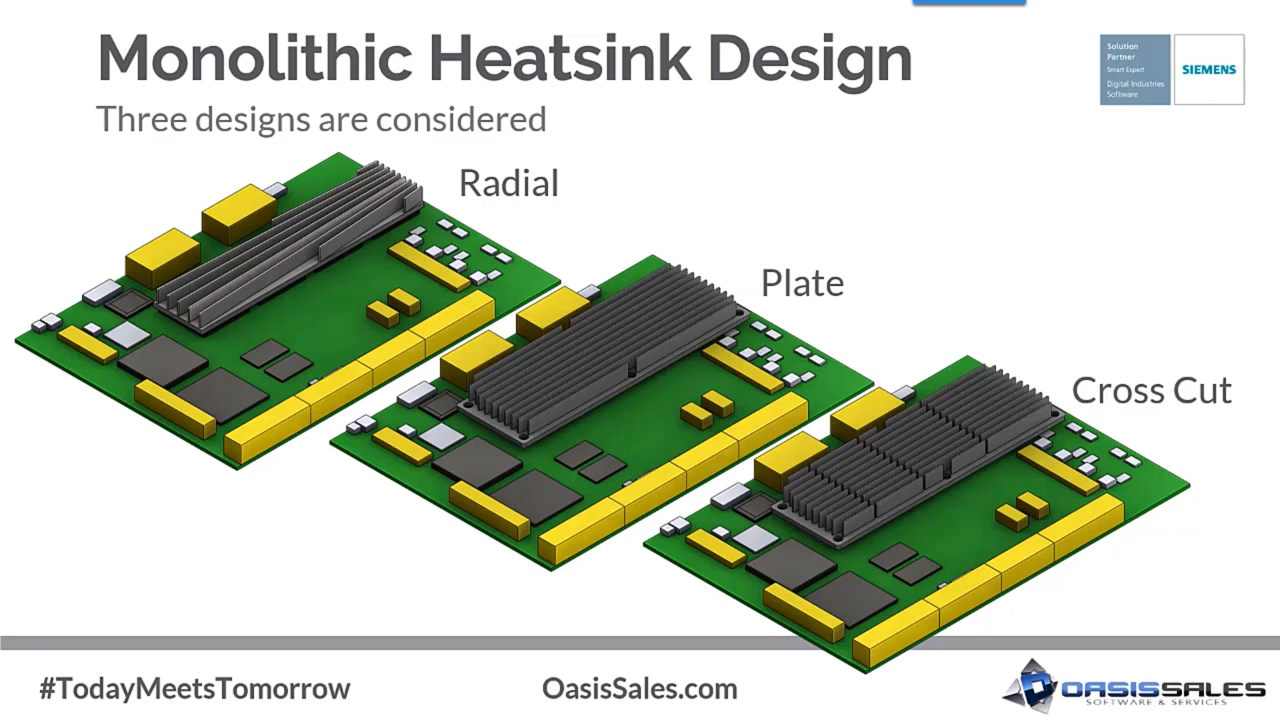 Monolithic Heatsink Design
Three designs are considered
Solution
Partner
Smart Expert
Digital Industries
Software
SIEMENS
Radial
Plate
Cross Cut
#TodayMeetsTomorrow
OasisSales.com
OASISSALES
SOFTWARE & SERVICES